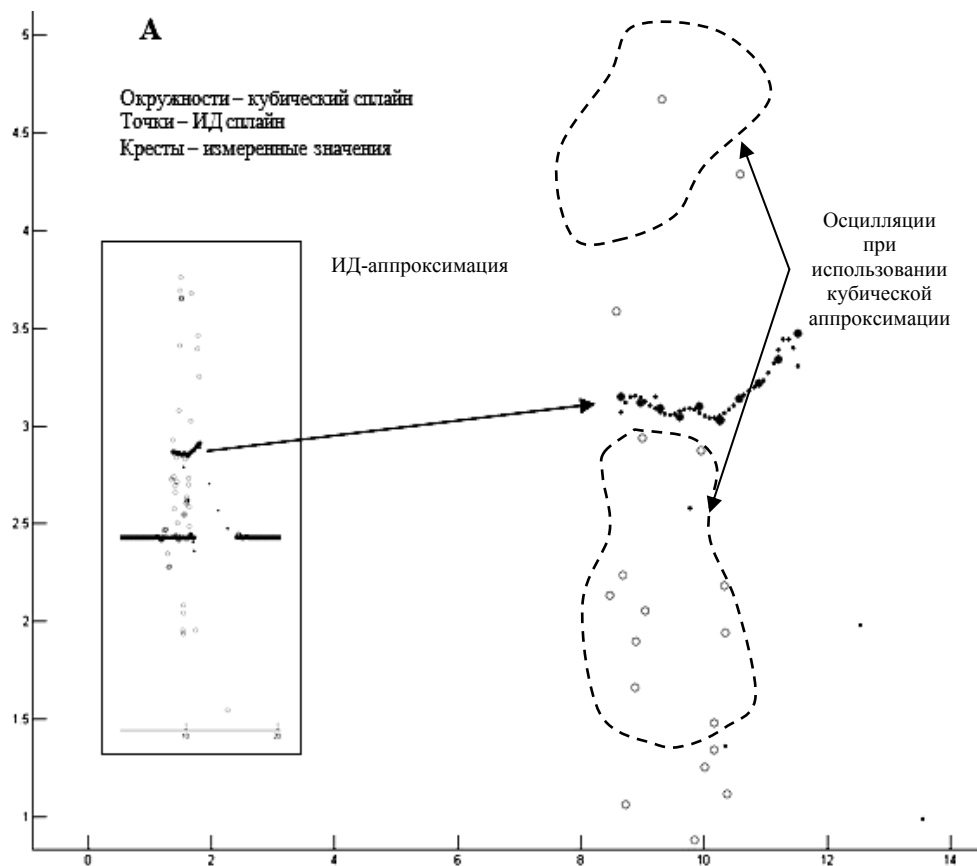 А
Окружности – кубический сплайн
Точки – ИД сплайн
Кресты – измеренные значения
ИД-аппроксимация
Осцилляции
при
использовании
кубической
аппроксимации
5
4.5
4
3.5
3
2.5
2
1.5
1
10 20
0 2 4 6 8 10 12 14